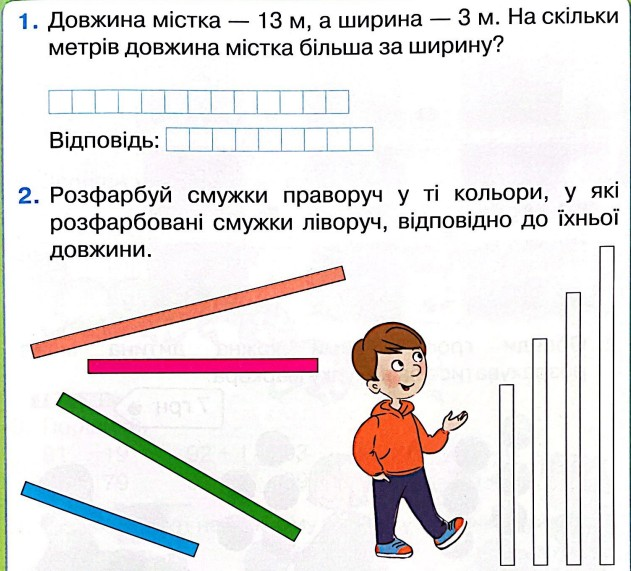 1. Довжина містка — 13 м, а ширина — 3 м. На скільки
метрів довжина містка більша за ширину?
Відповідь:
2. Розфарбуй смужки праворуч у ті кольори, у які
розфарбовані смужки ліворуч, відповідно до їхньої
довжини.